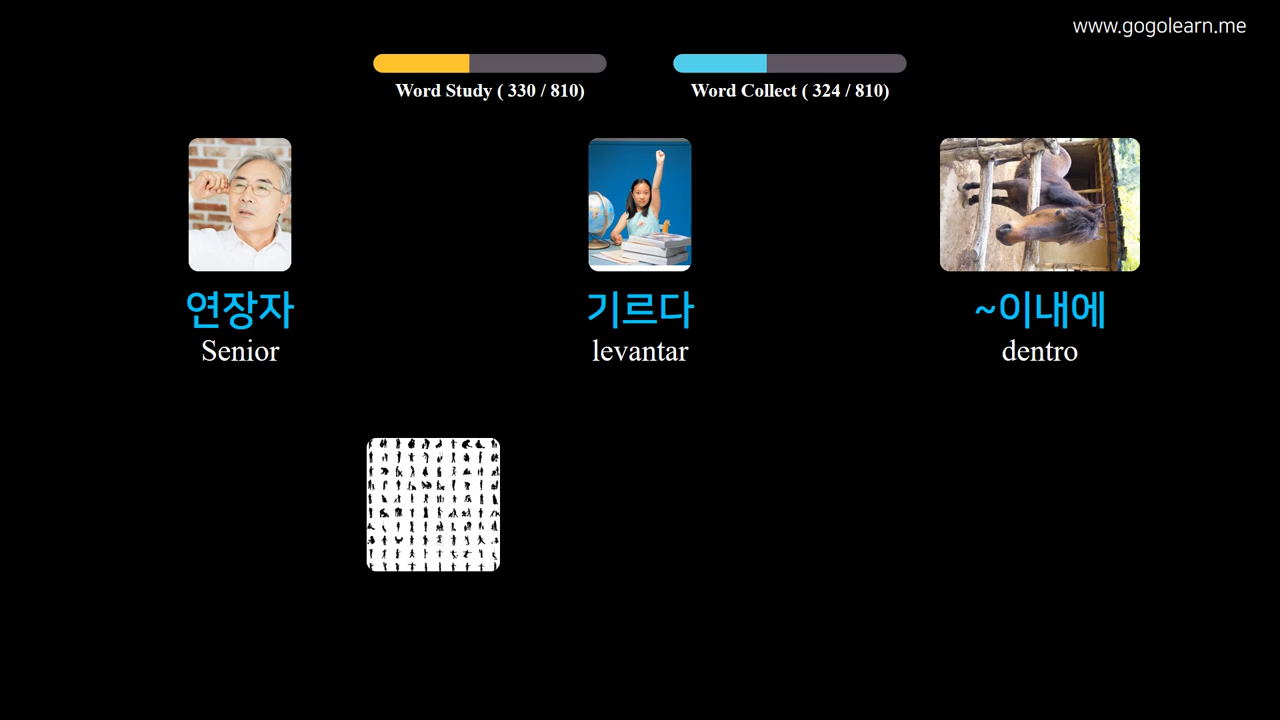 www.gogolearn.me
Word Study ( 330 / 810)
Word Collect ( 324 / 810)
연장자
Senior
기르다
levantar
~이내에
dentro